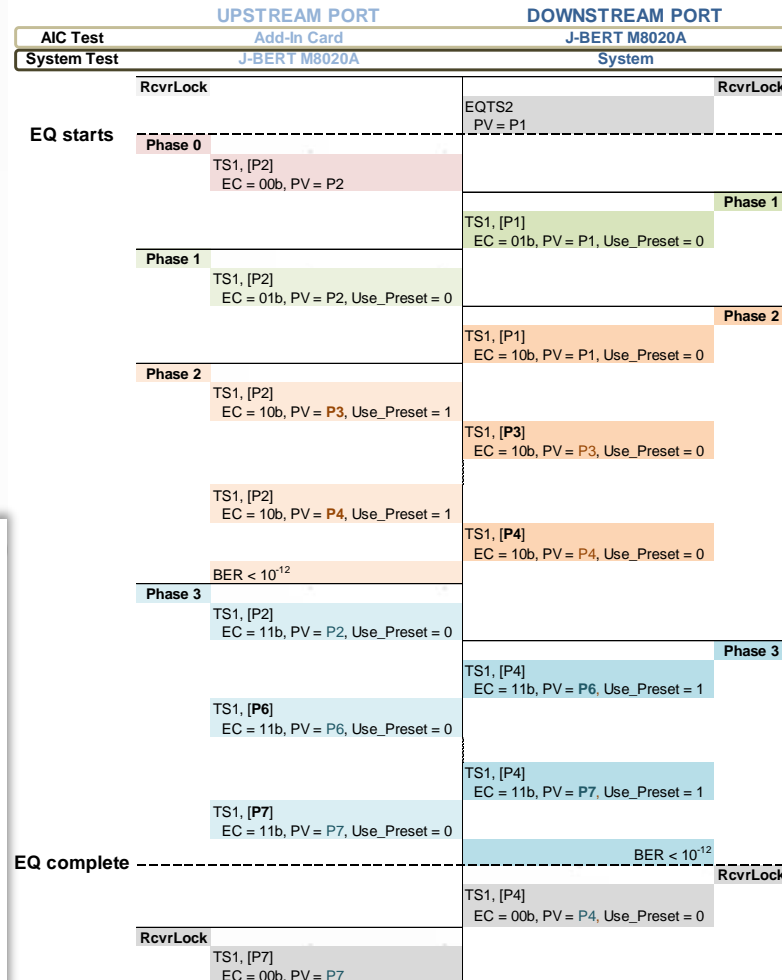 UPSTREAM PORT DOWNSTREAM PORT
AIC Test Add-In Card J-BERT M8020A
System Test J-BERT M8020A System
RcvrLock RcvrLock
EQTS2
PV = P1
EQ starts
Phase 0
TS1, [P2]
EC = 00b, PV = P2
Phase 1
TS1, [P1]
EC = 01b, PV = P1, Use_Preset = 0
Phase 1
TS1, [P2]
EC = 01b, PV = P2, Use_Preset = 0
Phase 2
TS1, [P1]
EC = 10b, PV = P1, Use_Preset = 0
Phase 2
TS1, [P2]
EC = 10b, PV = P3, Use_Preset = 1
TS1, [P3]
EC = 10b, PV = P3, Use_Preset = 0
TS1, [P2]
EC = 10b, PV = P4, Use_Preset = 1
TS1, [P4]
EC = 10b, PV = P4, Use_Preset = 0
BER < 10-12
Phase 3
TS1, [P2]
EC = 11b, PV = P2, Use_Preset = 0
Phase 3
TS1, [P4]
EC = 11b, PV = P6, Use_Preset = 1
TS1, [P6]
EC = 11b, PV = P6, Use_Preset = 0
TS1, [P4]
EC = 11b, PV = P7, Use_Preset = 1
TS1, [P7]
EC = 11b, PV = P7, Use_Preset = 0
BER < 10-12
EQ complete
RcvrLock
TS1, [P4]
EC = 00b, PV = P4, Use_Preset = 0
RcvrLock
TS1, [P7]
EC = 00b, PV = P7